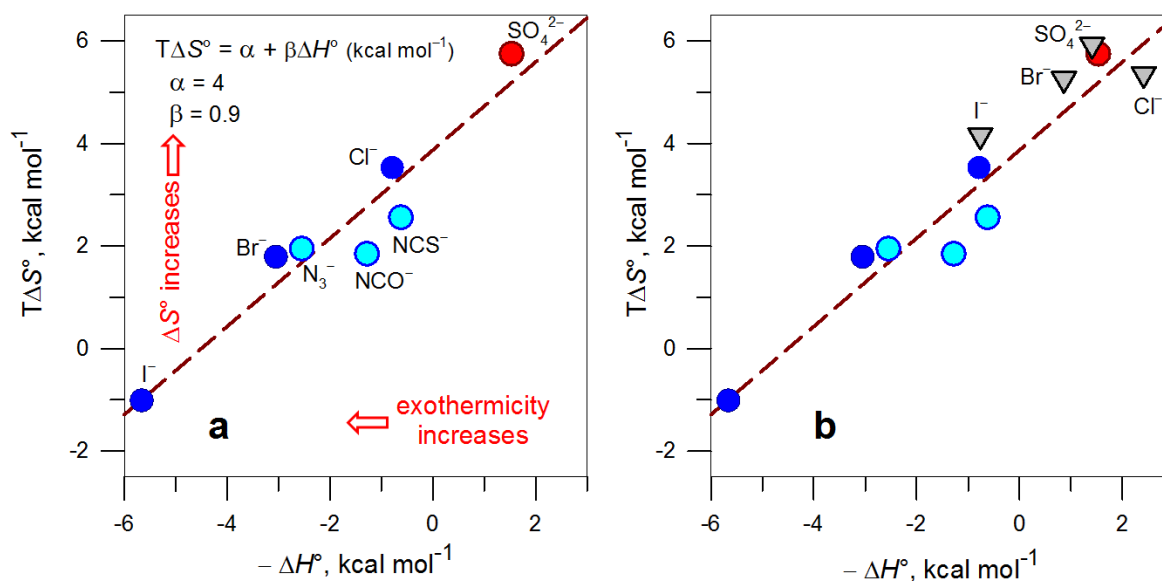 TΔS° = α + βΔH° (kcal mol⁻¹)
α = 4
β = 0.9
SO₄²⁻
Cl⁻
Br⁻
N₃⁻
NCO⁻
NCS⁻
I⁻
ΔS° increases
exothermicity
increases
a
6
4
2
0
-2
TΔS°, kcal mol⁻¹
-6
-4
-2
0
2
– ΔH°, kcal mol⁻¹
SO₄²⁻
Br⁻
Cl⁻
I⁻
b
6
4
2
0
-2
TΔS°, kcal mol⁻¹
-6
-4
-2
0
2
– ΔH°, kcal mol⁻¹